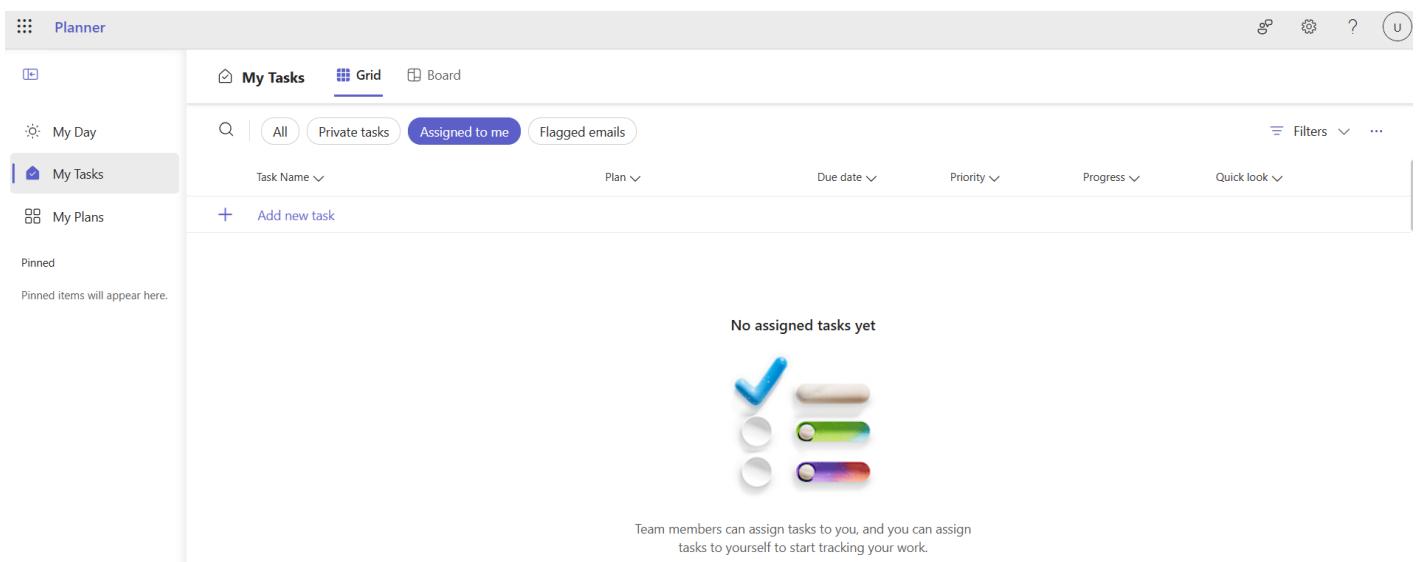 Planner
U
My Tasks
Grid
Board
My Day
My Tasks
My Plans
Pinned
Pinned items will appear here.
All
Private tasks
Assigned to me
Flagged emails
Filters
Task Name
Plan
Due date
Priority
Progress
Quick look
Add new task
No assigned tasks yet
Team members can assign tasks to you, and you can assign
tasks to yourself to start tracking your work.